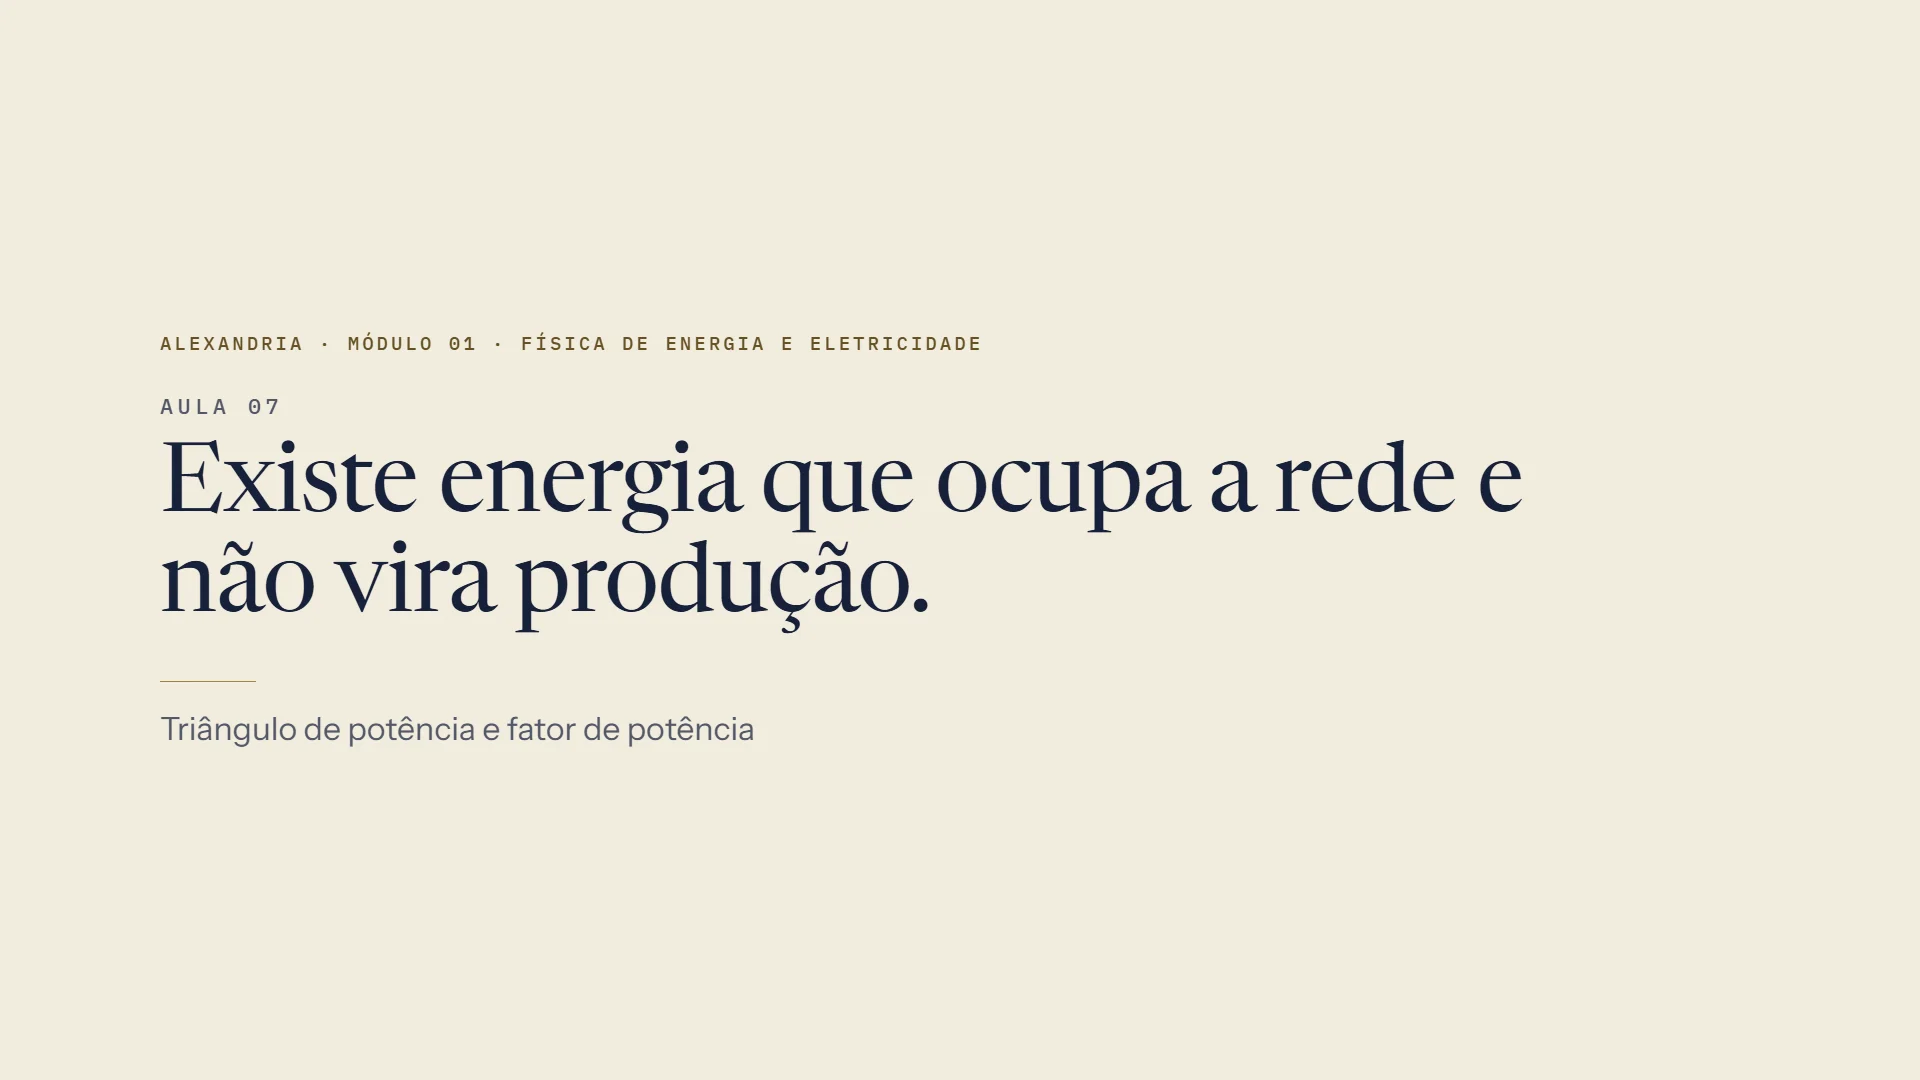 ALEXANDRIA · MÓDULO 01 · FÍSICA DE ENERGIA E ELETRICIDADE
AULA 07
Existe energia que ocupa a rede e
não vira produção.
Triângulo de potência e fator de potência